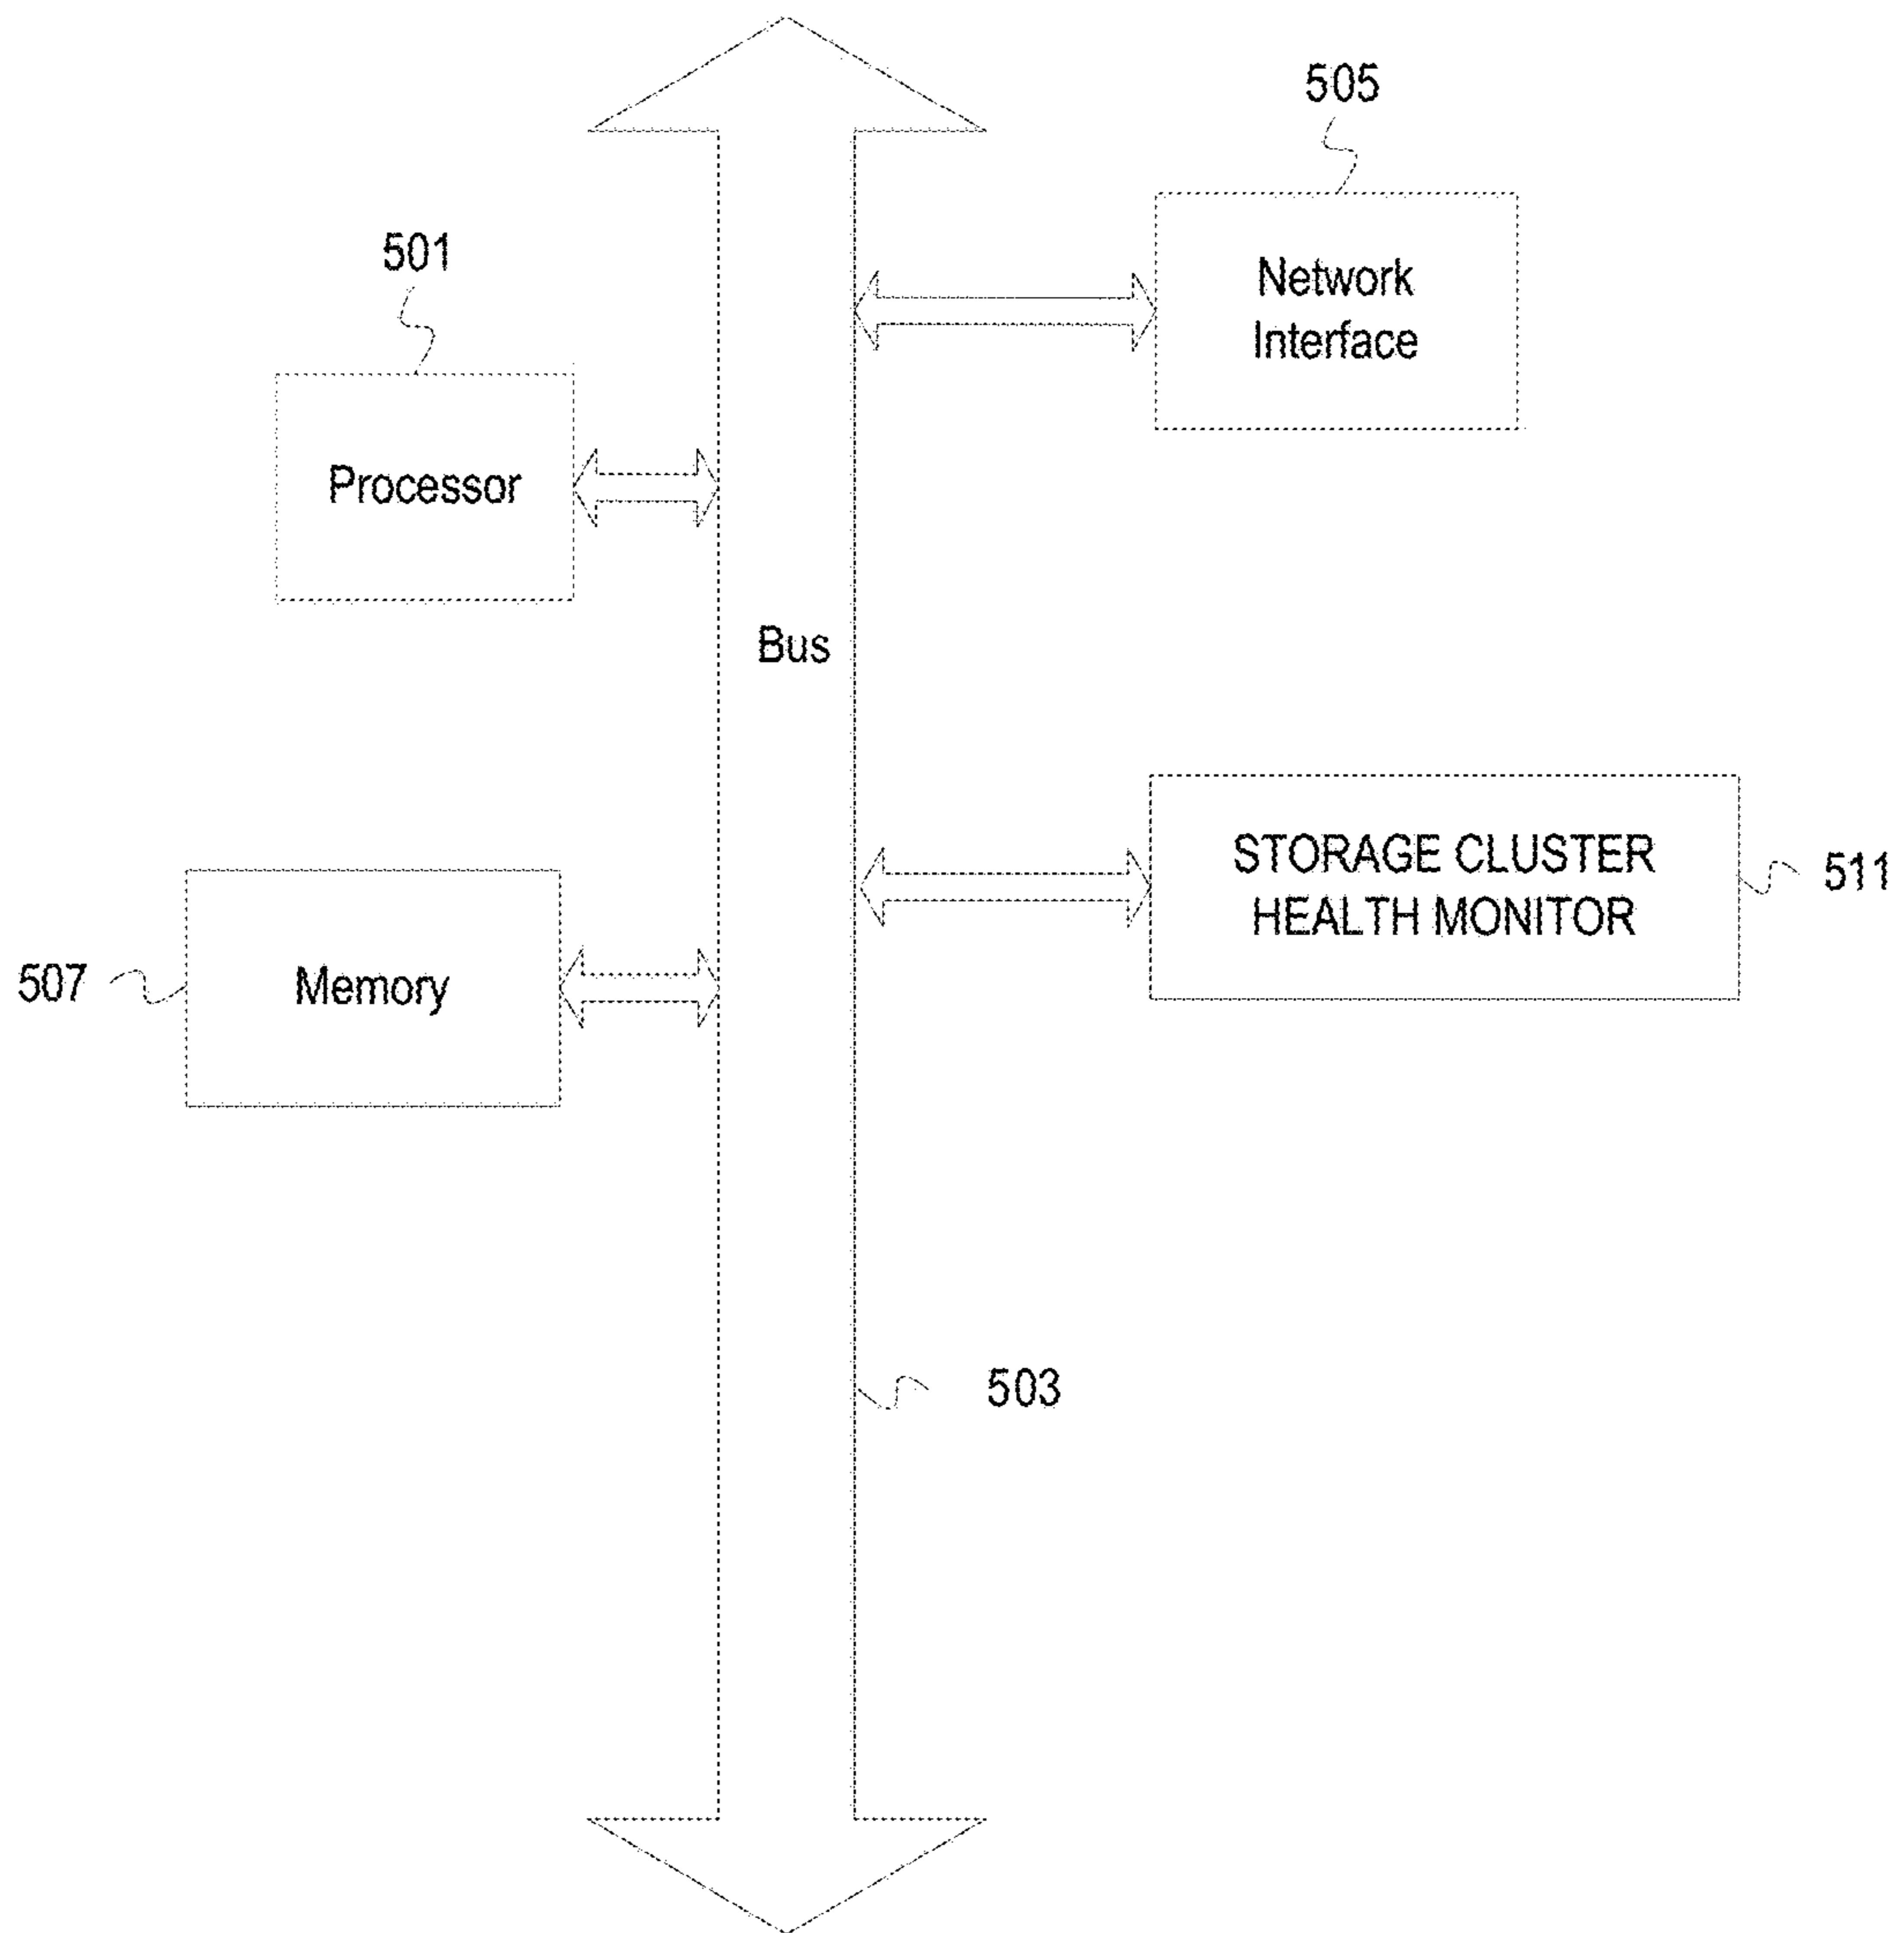 505
Network
Interface
501
Processor
Bus
STORAGE CLUSTER
HEALTH MONITOR
511
507
Memory
503